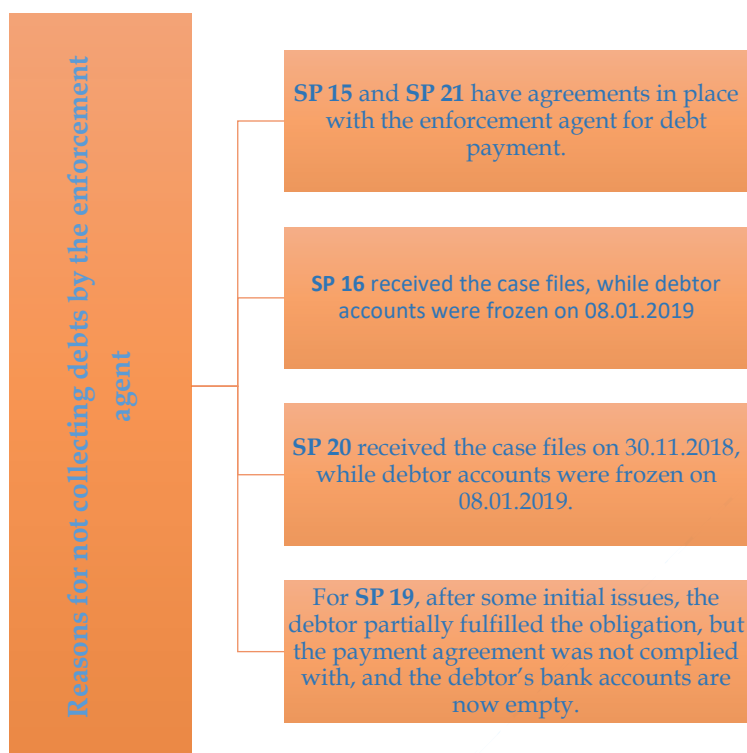 Reasons for not collecting debts by the enforcement
agent
SP 15 and SP 21 have agreements in place
with the enforcement agent for debt
payment.
SP 16 received the case files, while debtor
accounts were frozen on 08.01.2019
SP 20 received the case files on 30.11.2018,
while debtor accounts were frozen on
08.01.2019.
For SP 19, after some initial issues, the
debtor partially fulfilled the obligation, but
the payment agreement was not complied
with, and the debtor’s bank accounts are
now empty.